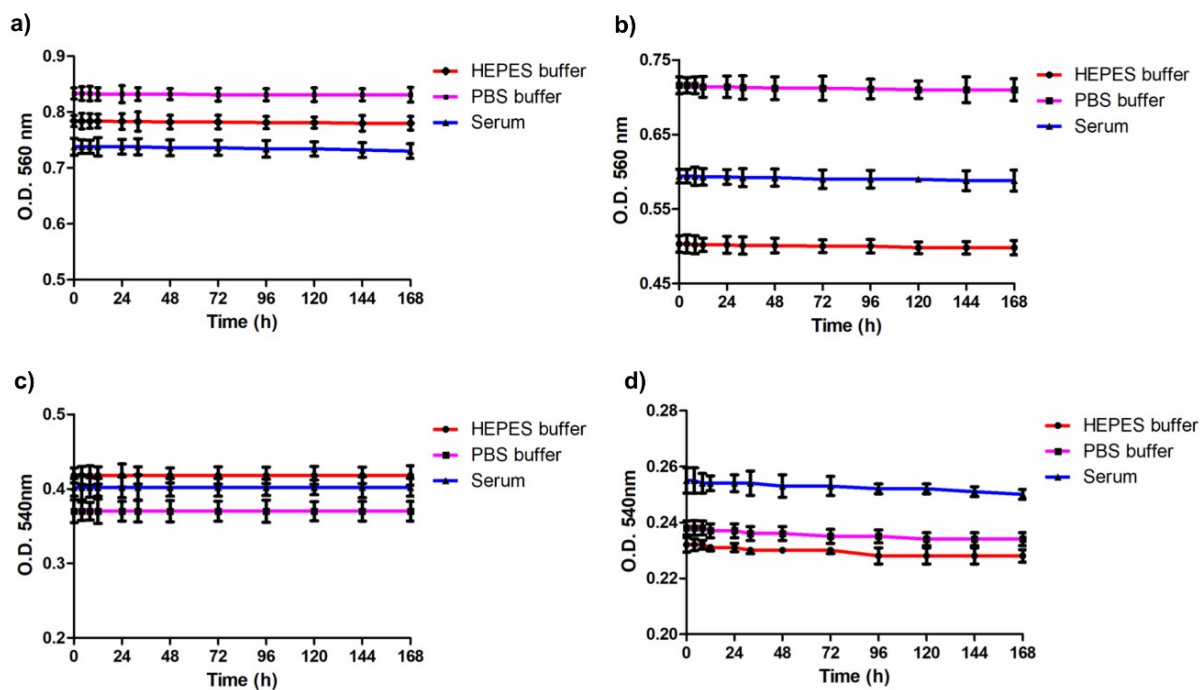 a)
O.D. 560 nm
0.9
0.8
0.7
0.8
0.5
0 24 48 72 96 120 144 168
Time (h)
HEPES buffer
PBS buffer
Serum
b)
O.D. 560 nm
0.75
0.65
0.55
0.45
0 24 48 72 96 120 144 168
Time (h)
HEPES buffer
PBS buffer
Serum
c)
O.D. 540nm
0.5
0.4
0.3
0.2
0 24 48 72 96 120 144 168
Time (h)
HEPES buffer
PBS buffer
Serum
d)
O.D. 540nm
0.28
0.26
0.24
0.22
0.20
0 24 48 72 96 120 144 168
Time (h)
HEPES buffer
PBS buffer
Serum